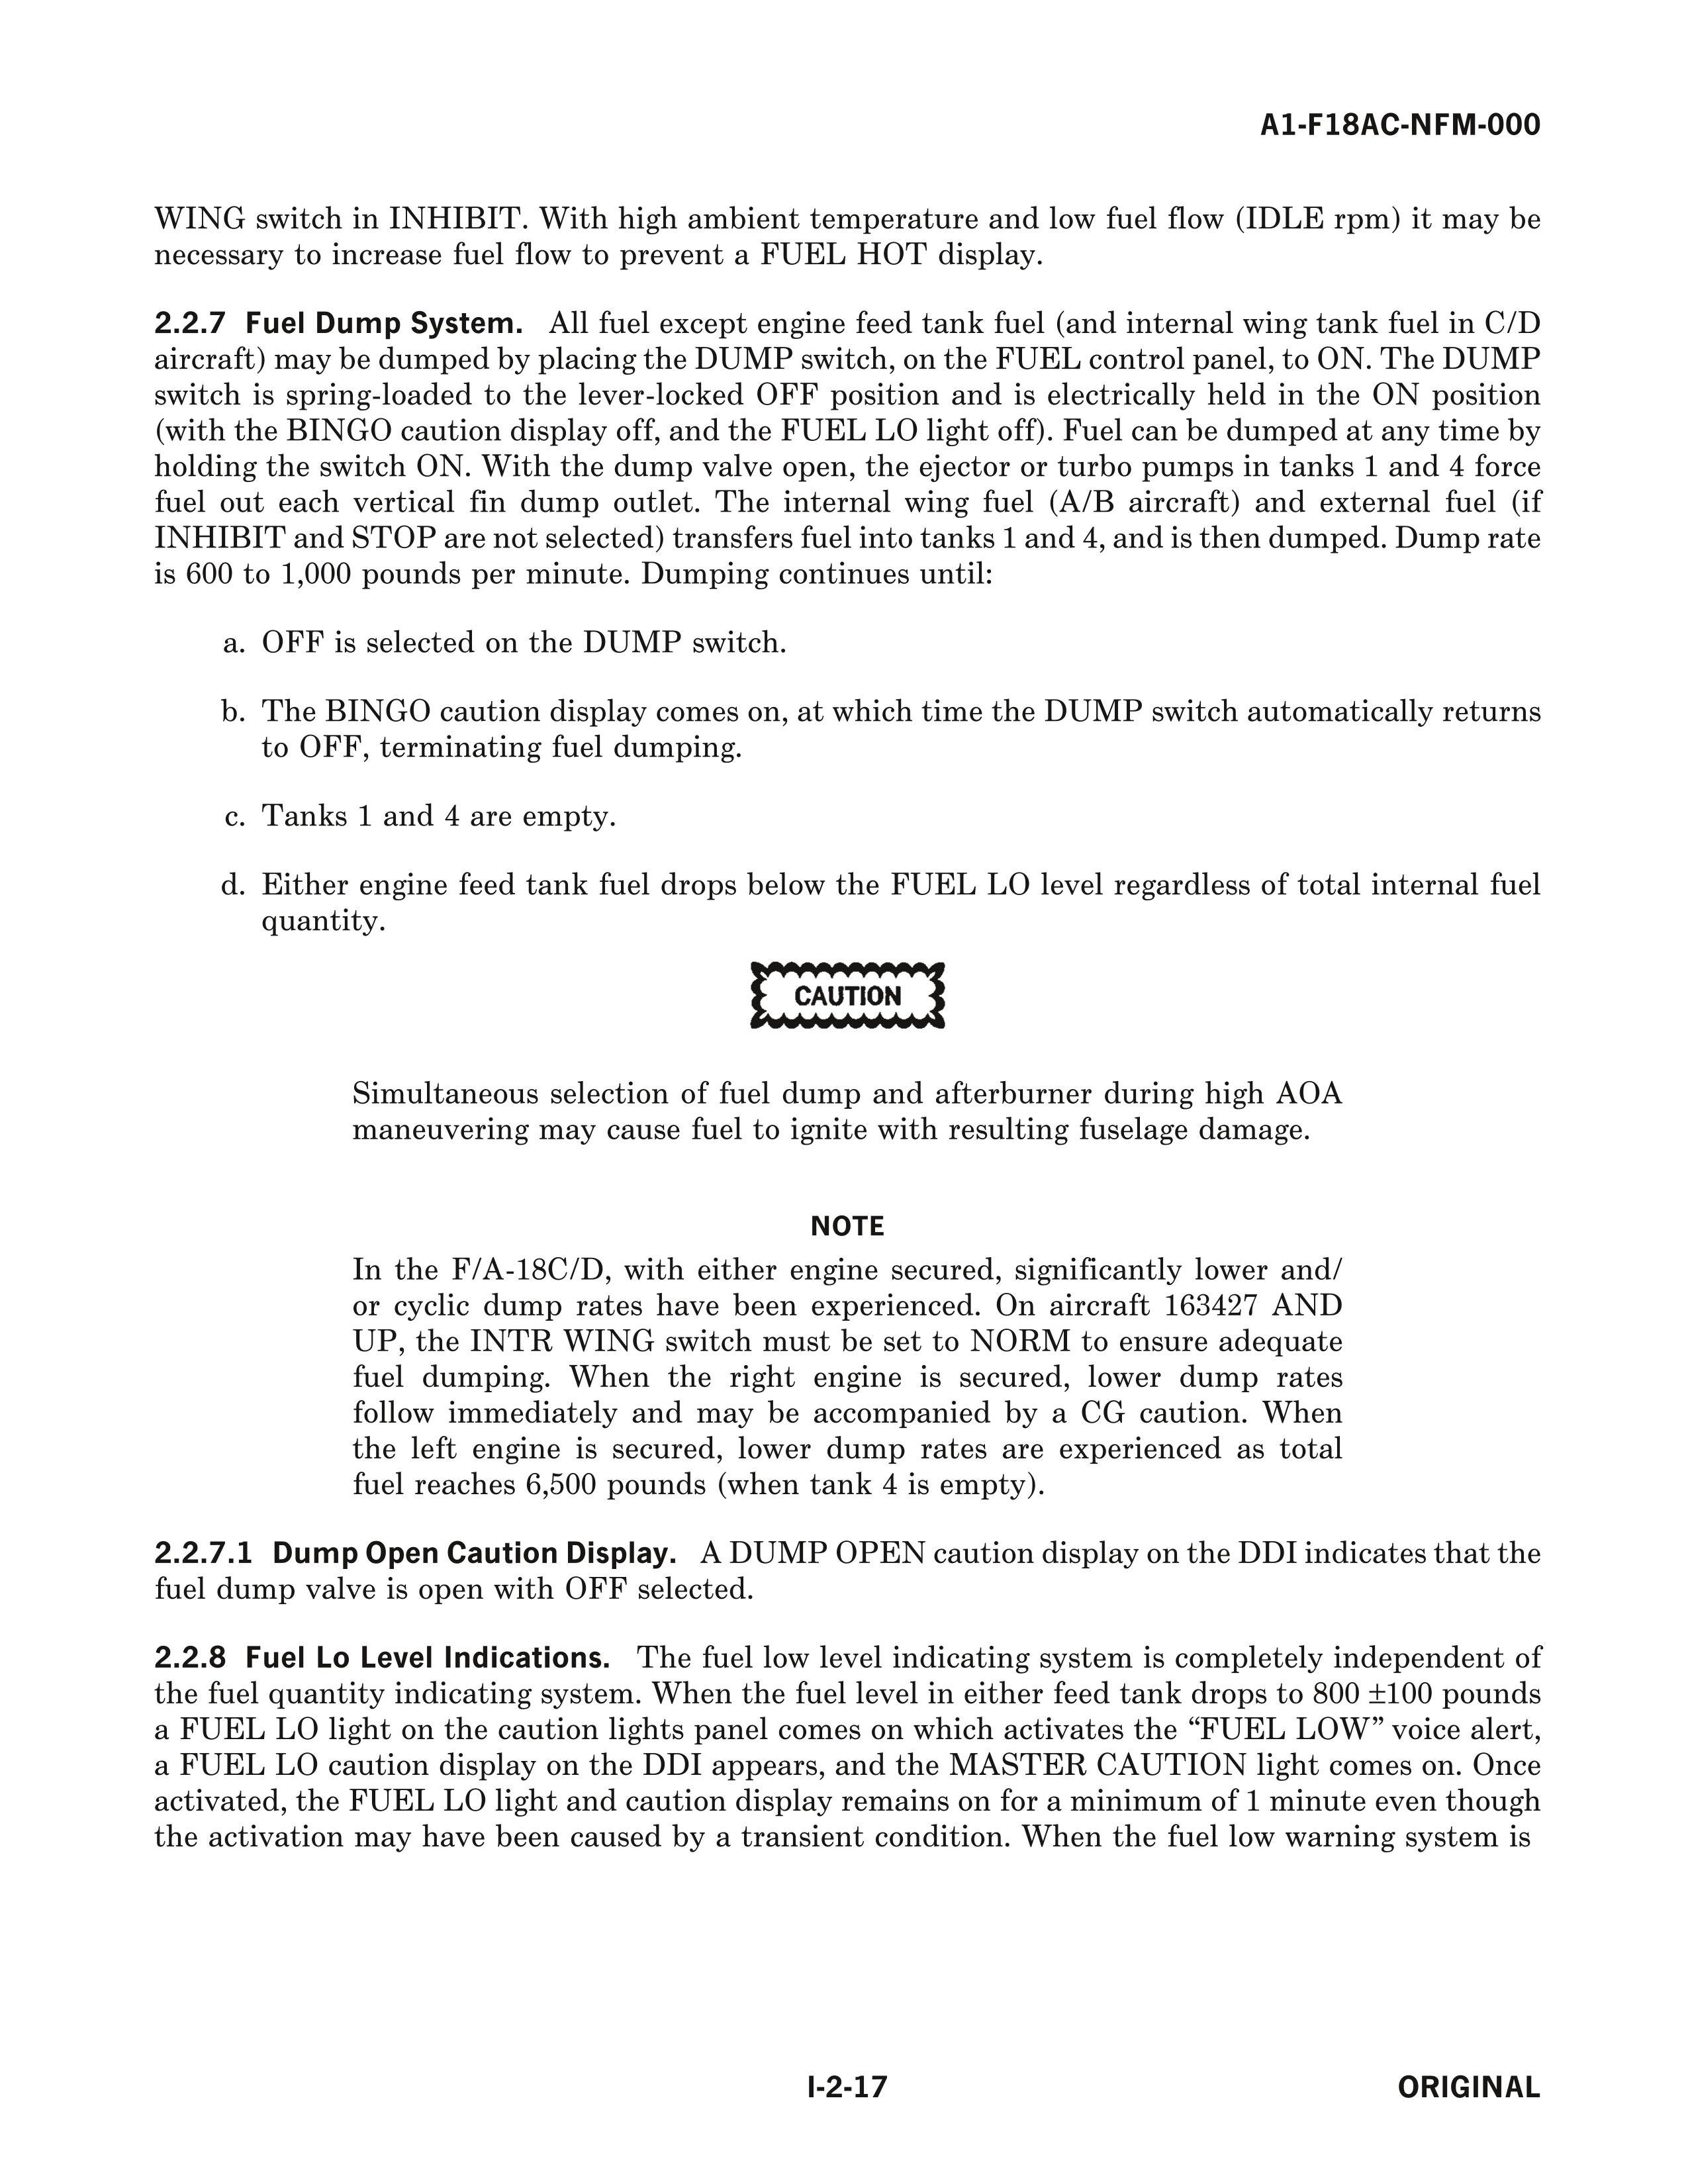 A1-F18AC-NFM-000
WING switch in INHIBIT. With high ambient temperature and low fuel flow (IDLE rpm) it may be
necessary to increase fuel flow to prevent a FUEL HOT display.
2.2.7 Fuel Dump System. All fuel except engine feed tank fuel (and internal wing tank fuel in C/D
aircraft) may be dumped by placing the DUMP switch, on the FUEL control panel, to ON. The DUMP
switch is spring-loaded to the lever-locked OFF position and is electrically held in the ON position
(with the BINGO caution display off, and the FUEL LO light off). Fuel can be dumped at any time by
holding the switch ON. With the dump valve open, the ejector or turbo pumps in tanks 1 and 4 force
fuel out each vertical fin dump outlet. The internal wing fuel (A/B aircraft) and external fuel (if
INHIBIT and STOP are not selected) transfers fuel into tanks 1 and 4, and is then dumped. Dump rate
is 600 to 1,000 pounds per minute. Dumping continues until:
a. OFF is selected on the DUMP switch.
b. The BINGO caution display comes on, at which time the DUMP switch automatically returns
to OFF, terminating fuel dumping.
c. Tanks 1 and 4 are empty.
d. Either engine feed tank fuel drops below the FUEL LO level regardless of total internal fuel
quantity.
CAUTION
Simultaneous selection of fuel dump and afterburner during high AOA
maneuvering may cause fuel to ignite with resulting fuselage damage.
NOTE
In the F/A-18C/D, with either engine secured, significantly lower and/
or cyclic dump rates have been experienced. On aircraft 163427 AND
UP, the INTR WING switch must be set to NORM to ensure adequate
fuel dumping. When the right engine is secured, lower dump rates
follow immediately and may be accompanied by a CG caution. When
the left engine is secured, lower dump rates are experienced as total
fuel reaches 6,500 pounds (when tank 4 is empty).
2.2.7.1 Dump Open Caution Display. A DUMP OPEN caution display on the DDI indicates that the
fuel dump valve is open with OFF selected.
2.2.8 Fuel Lo Level Indications. The fuel low level indicating system is completely independent of
the fuel quantity indicating system. When the fuel level in either feed tank drops to 800 ±100 pounds
a FUEL LO light on the caution lights panel comes on which activates the “FUEL LOW” voice alert,
a FUEL LO caution display on the DDI appears, and the MASTER CAUTION light comes on. Once
activated, the FUEL LO light and caution display remains on for a minimum of 1 minute even though
the activation may have been caused by a transient condition. When the fuel low warning system is
I-2-17
ORIGINAL